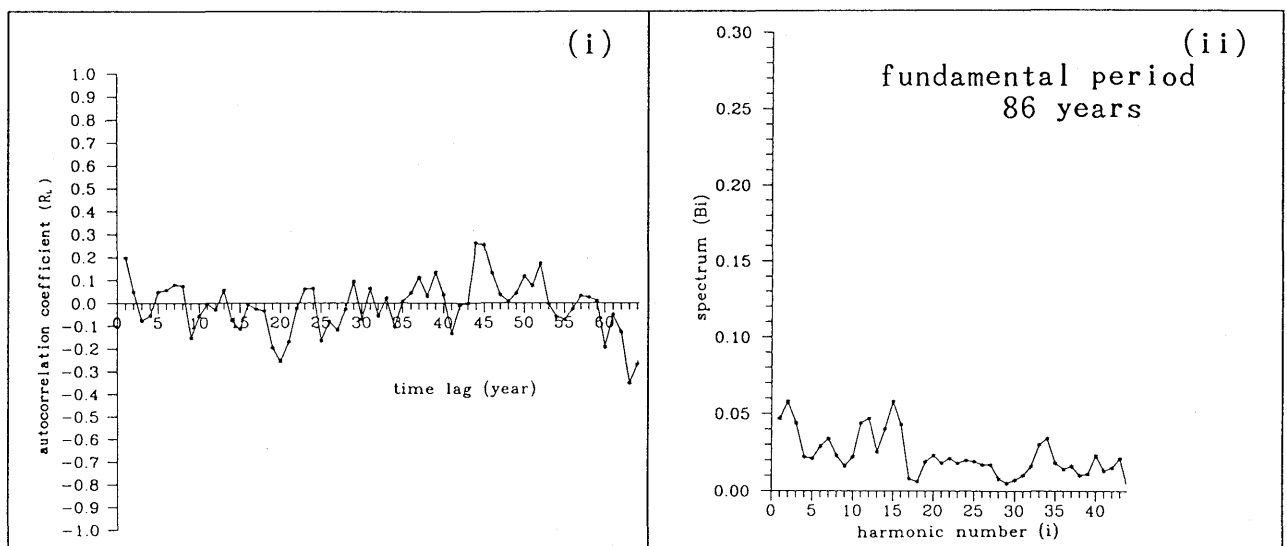 (i)
autocorrelation coefficient (R_L)
1.0
0.9
0.8
0.7
0.6
0.5
0.4
0.3
0.2
0.1
0.0
-0.1
-0.2
-0.3
-0.4
-0.5
-0.6
-0.7
-0.8
-0.9
-1.0
0 5 10 15 20 25 30 35 40 45 50 55 60
time lag (year)
(ii)
fundamental period
86 years
spectrum (Bi)
0.30
0.25
0.20
0.15
0.10
0.05
0.00
0 5 10 15 20 25 30 35 40
harmonic number (i)